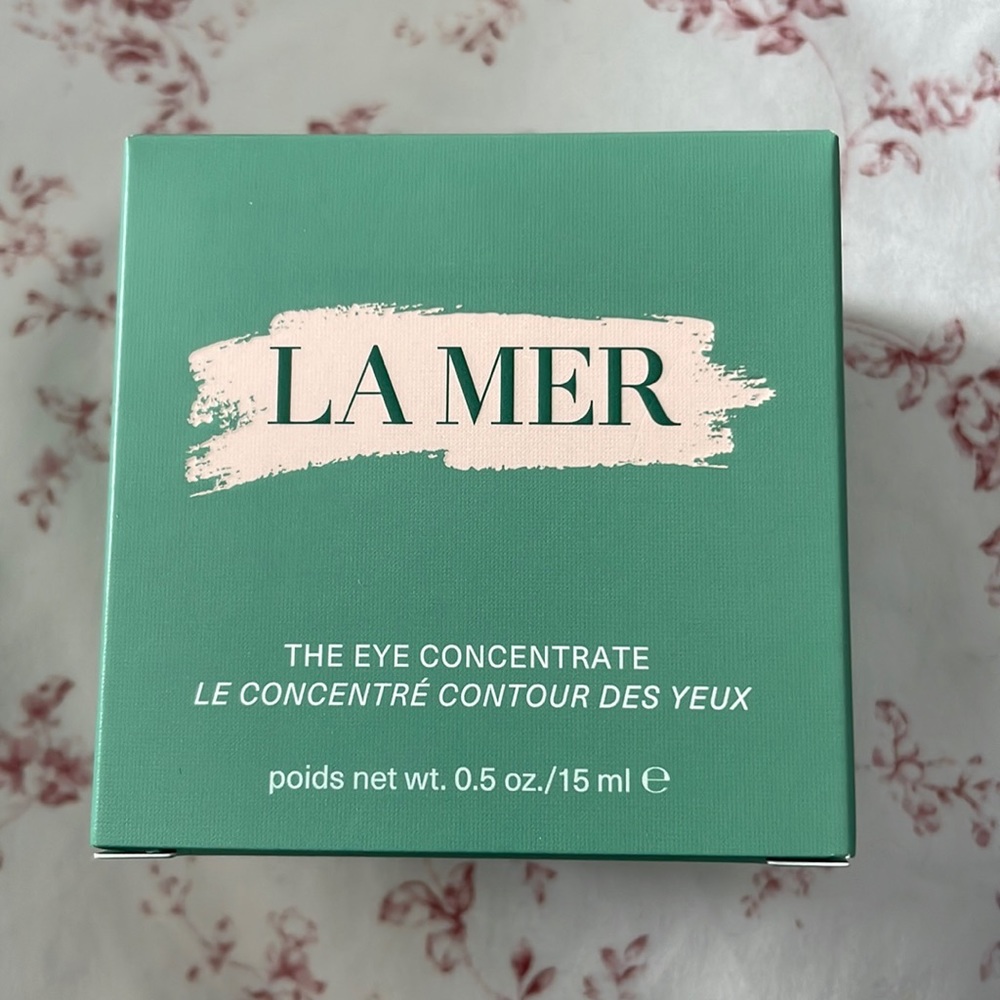 LA MER
THE EYE CONCENTRATE
LE CONCENTRÉ CONTOUR DES YEUX
poids net wt. 0.5 oz./15 ml ℮